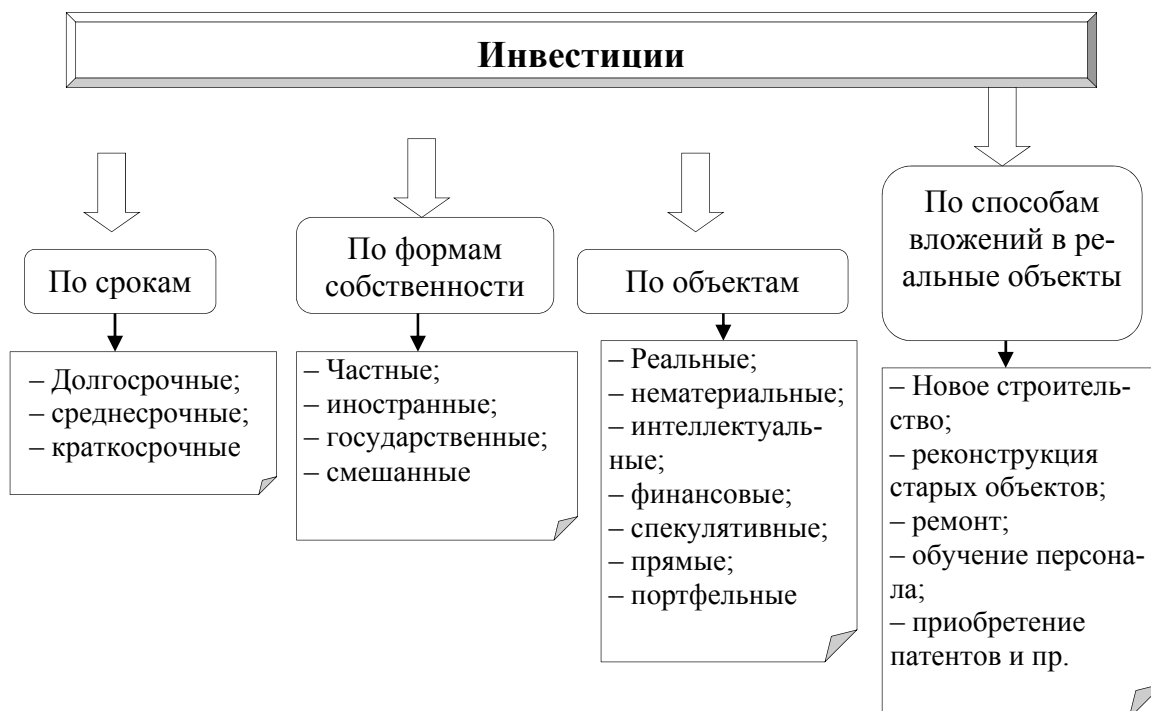 Инвестиции
По срокам
– Долгосрочные;
– среднесрочные;
– краткосрочные
По формам
собственности
– Частные;
– иностранные;
– государственные;
– смешанные
По объектам
– Реальные;
– нематериальные;
– интеллектуаль-
ные;
– финансовые;
– спекулятивные;
– прямые;
– портфельные
По способам
вложений в ре-
альные объекты
– Новое строитель-
ство;
– реконструкция
старых объектов;
– ремонт;
– обучение персона-
ла;
– приобретение
патентов и пр.